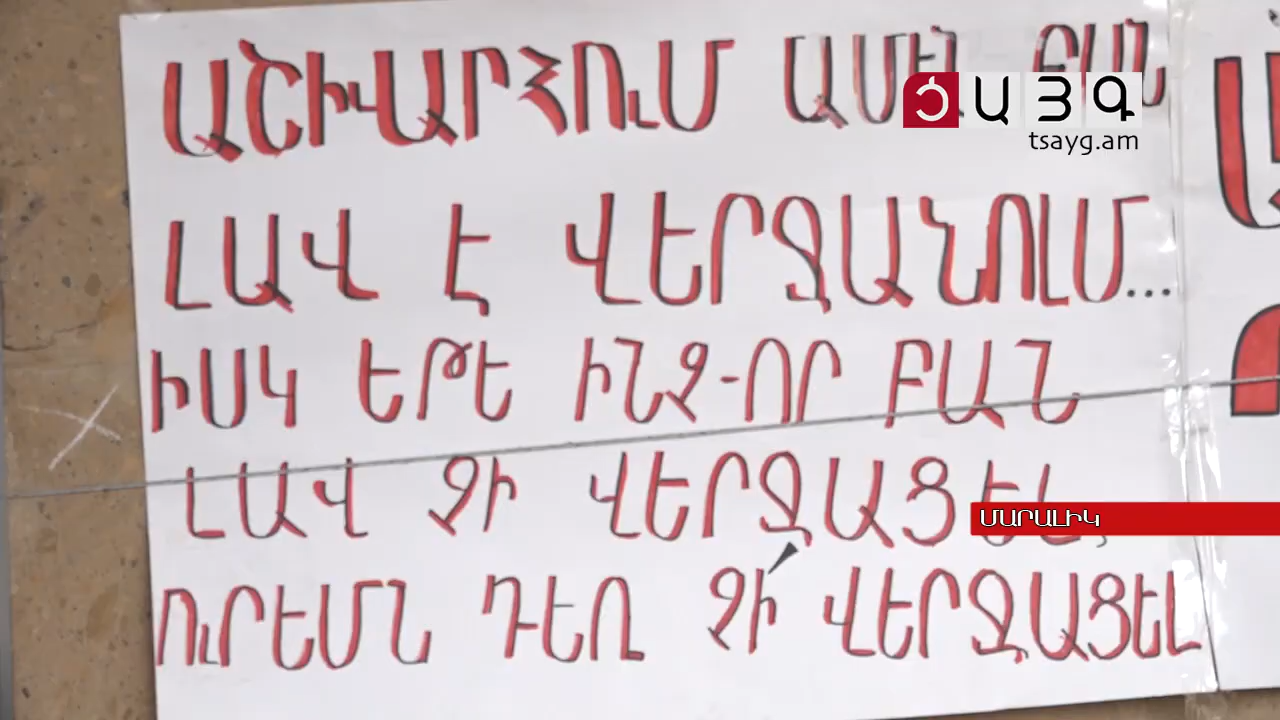 ԱՇԽԱՐՀՈւՄ ԱՄԵՆ ԲԱՆ
ԼԱՎ Է ՎԵՐՋԱՆՈՒՄ...
ԻՍԿ ԵԹԵ ԻՆՉ-ՈՐ ԲԱՆ
ԼԱՎ ՉԻ ՎԵՐՋԱՑԵԼ,
ՈւՐԵՄՆ ԴԵՌ ՉԻ՛ ՎԵՐՋԱՑԵԼ
ԾԱՅԳ
tsayg.am
ՄԱՐԱԼԻԿ